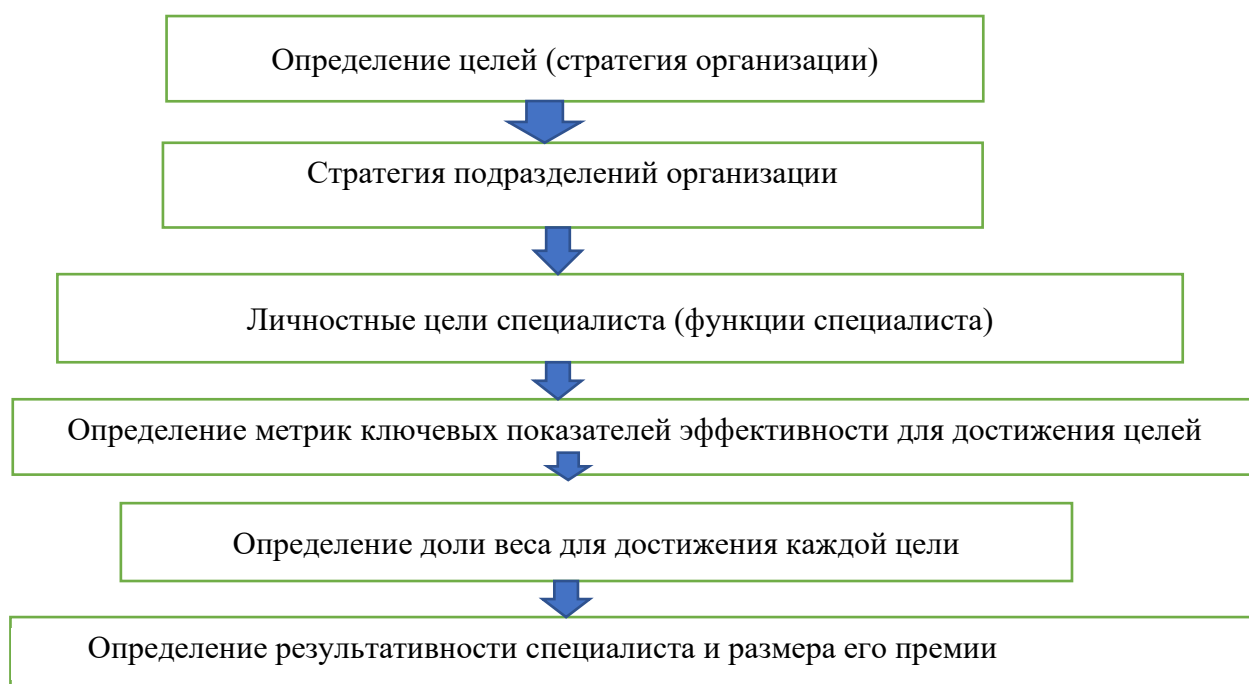 Определение целей (стратегия организации)
Стратегия подразделений организации
Личностные цели специалиста (функции специалиста)
Определение метрик ключевых показателей эффективности для достижения целей
Определение доли веса для достижения каждой цели
Определение результативности специалиста и размера его премии